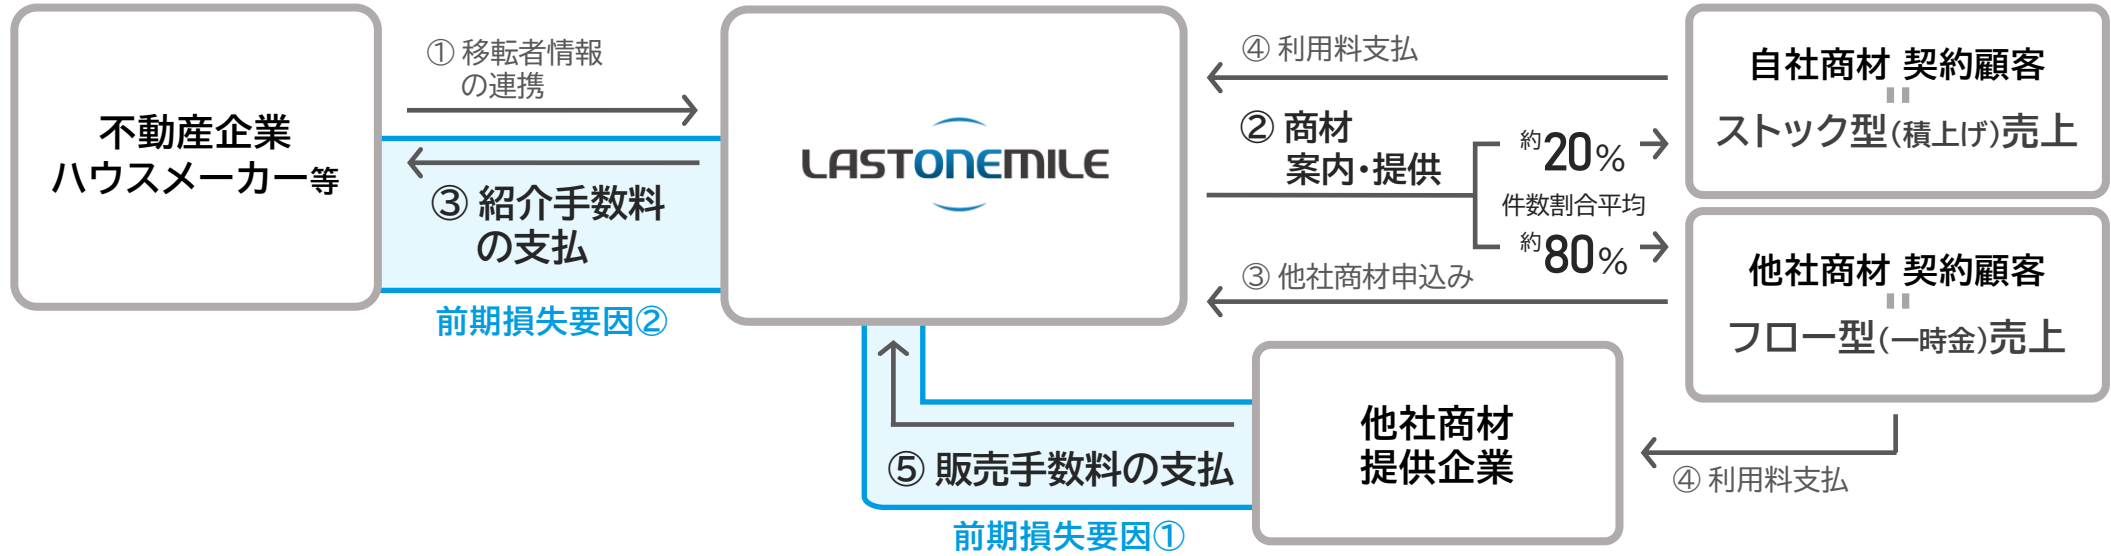 不動産企業
ハウスメーカー等
① 移転者情報
の連携
③ 紹介手数料
の支払
前期損失要因②
LASTONEMILE
④ 利用料支払
② 商材
案内・提供
約20%
件数割合平均
約80%
③ 他社商材申込み
自社商材 契約顧客
ストック型(積上げ)売上
他社商材 契約顧客
フロー型(一時金)売上
④ 利用料支払
他社商材
提供企業
⑤ 販売手数料の支払
前期損失要因①